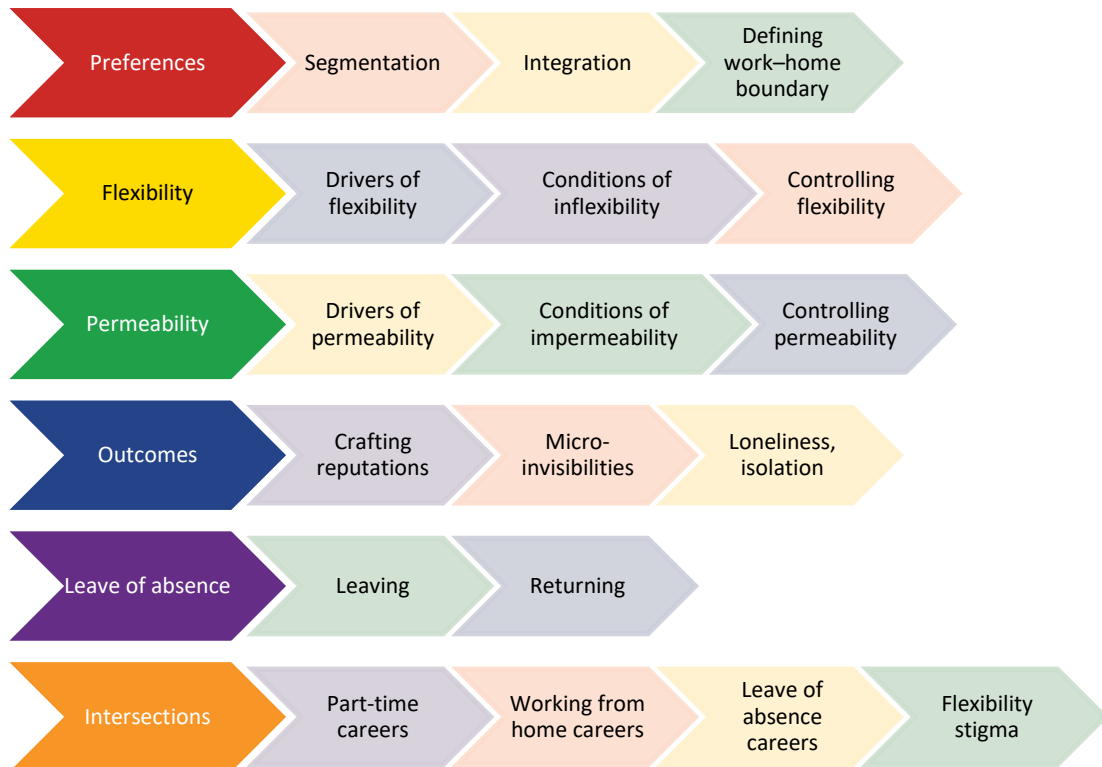 Preferences
Segmentation
Integration
Defining
work–home
boundary
Flexibility
Drivers of
flexibility
Conditions of
inflexibility
Controlling
flexibility
Permeability
Drivers of
permeability
Conditions of
impermeability
Controlling
permeability
Outcomes
Crafting
reputations
Micro-
invisibilities
Loneliness,
isolation
Leave of absence
Leaving
Returning
Intersections
Part-time
careers
Working from
home careers
Leave of
absence
careers
Flexibility
stigma